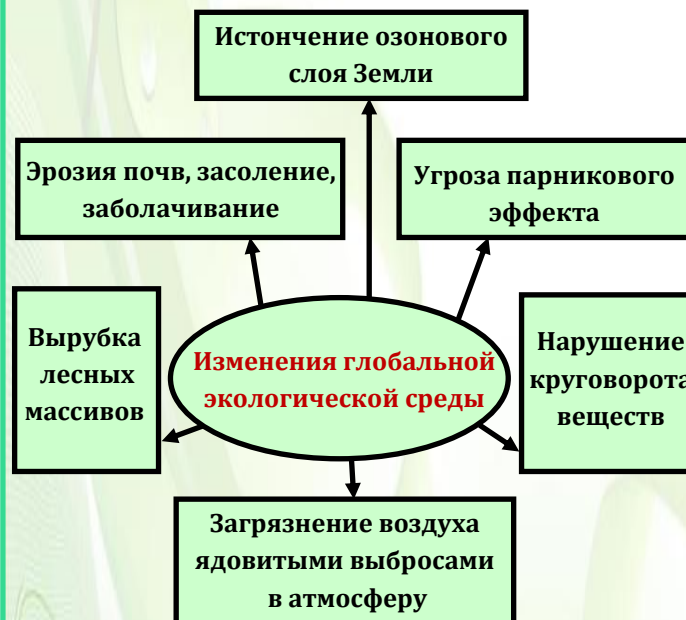 Истончение озонового
слоя Земли
Эрозия почв, засоление,
заболачивание
Угроза парникового
эффекта
Вырубка
лесных
массивов
Изменения глобальной
экологической среды
Нарушение
круговорота
веществ
Загрязнение воздуха
ядовитыми выбросами
в атмосферу